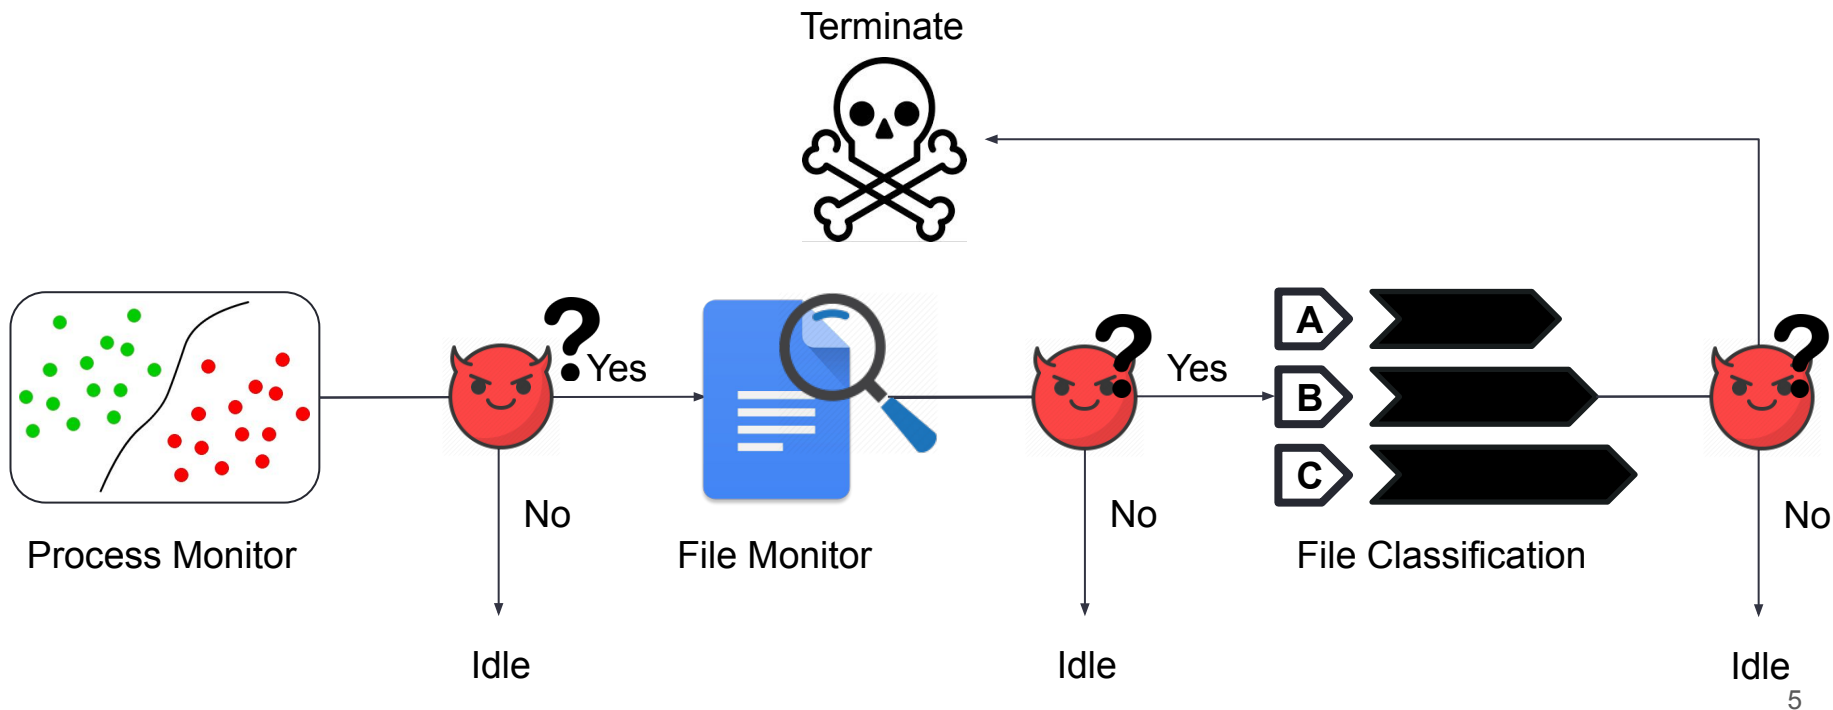 Terminate
?
Yes
?
Yes
A
B
C
?
No
No
No
Process Monitor
File Monitor
File Classification
Idle
Idle
Idle
5